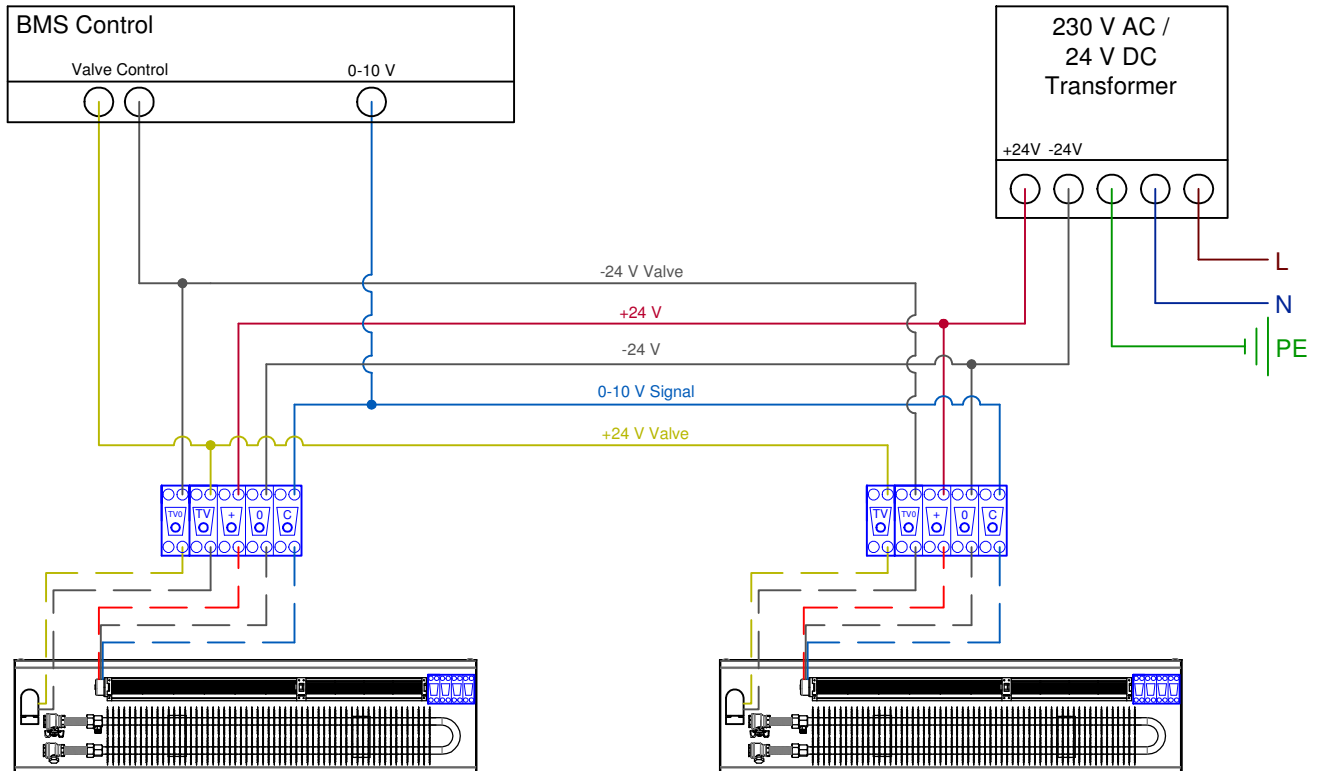 BMS Control
Valve Control
0-10 V
230 V AC /
24 V DC
Transformer
+24V -24V
L
N
PE
-24 V Valve
+24 V
-24 V
0-10 V Signal
+24 V Valve
TV0 TV + 0 C
TV TV0 + 0 C